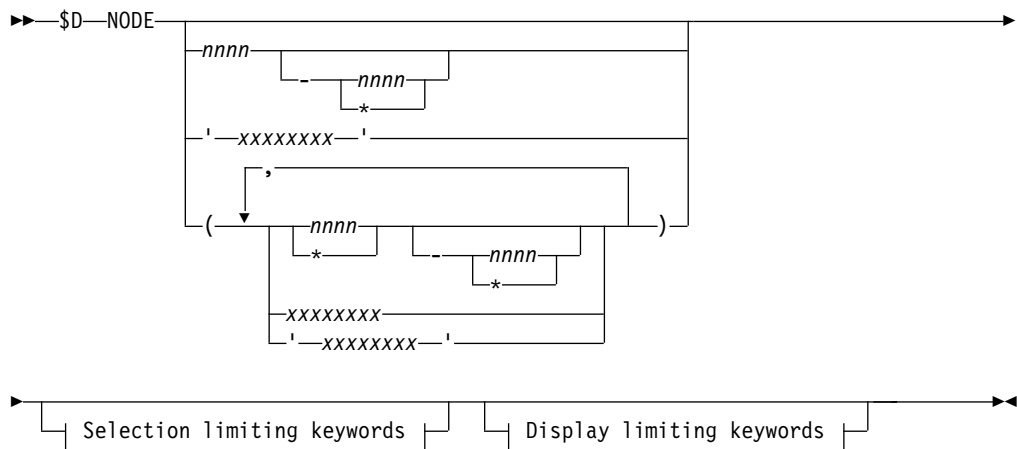 $D NODE
nnnn
- nnnn
*
' xxxxxxxx '
,
( nnnn - nnnn )
* *
xxxxxxxx
' xxxxxxxx '
Selection limiting keywords Display limiting keywords